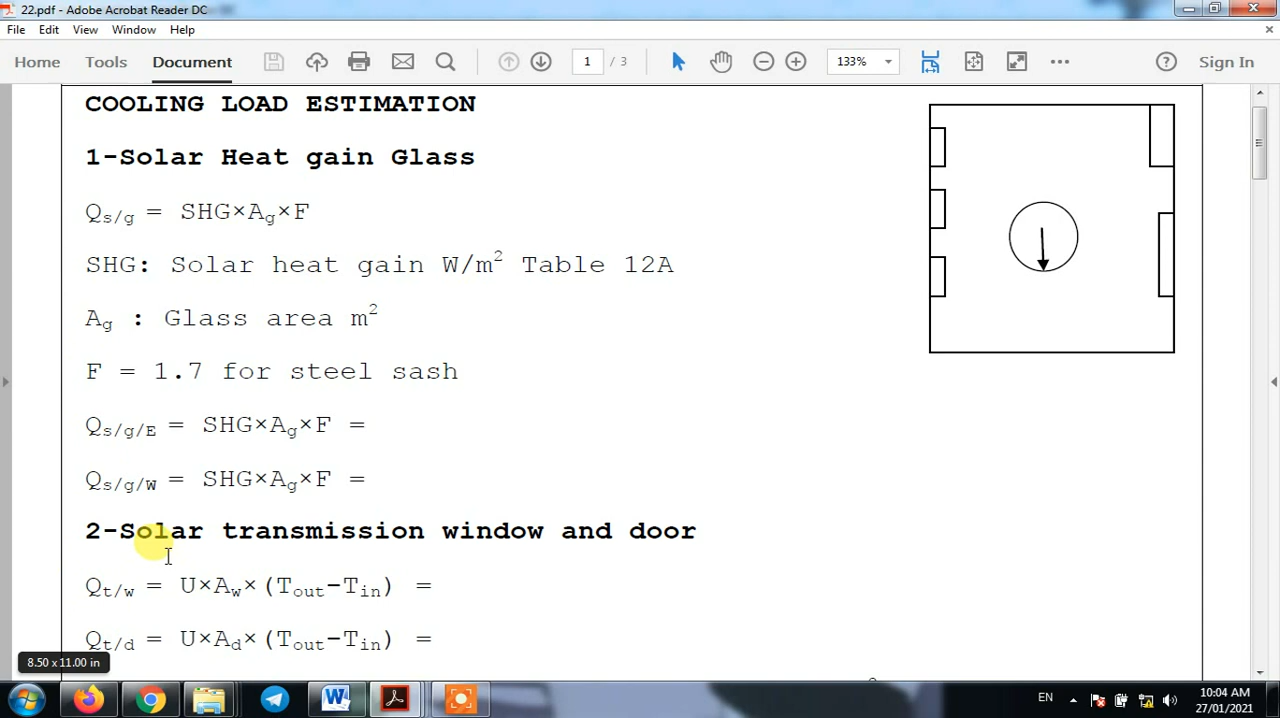 22.pdf - Adobe Acrobat Reader DC
File Edit View Window Help
Home Tools Document 1 / 3 133% Sign In
COOLING LOAD ESTIMATION
1-Solar Heat gain Glass
Qs/g = SHG×Ag×F
SHG: Solar heat gain W/m² Table 12A
Ag : Glass area m²
F = 1.7 for steel sash
Qs/g/E = SHG×Ag×F =
Qs/g/W = SHG×Ag×F =
2-Solar transmission window and door
Qt/w = U×Aw×(Tout-Tin) =
Qt/d = U×Ad×(Tout-Tin) =
8.50 x 11.00 in
EN 10:04 AM
27/01/2021